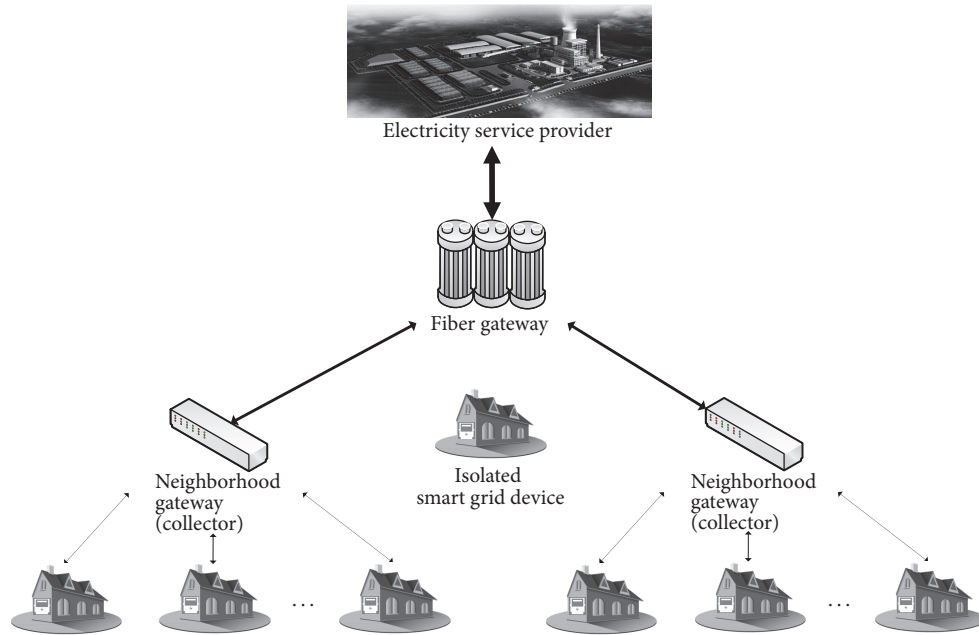 Electricity service provider
Fiber gateway
Isolated
smart grid device
Neighborhood
gateway
(collector)
Neighborhood
gateway
(collector)
...
...